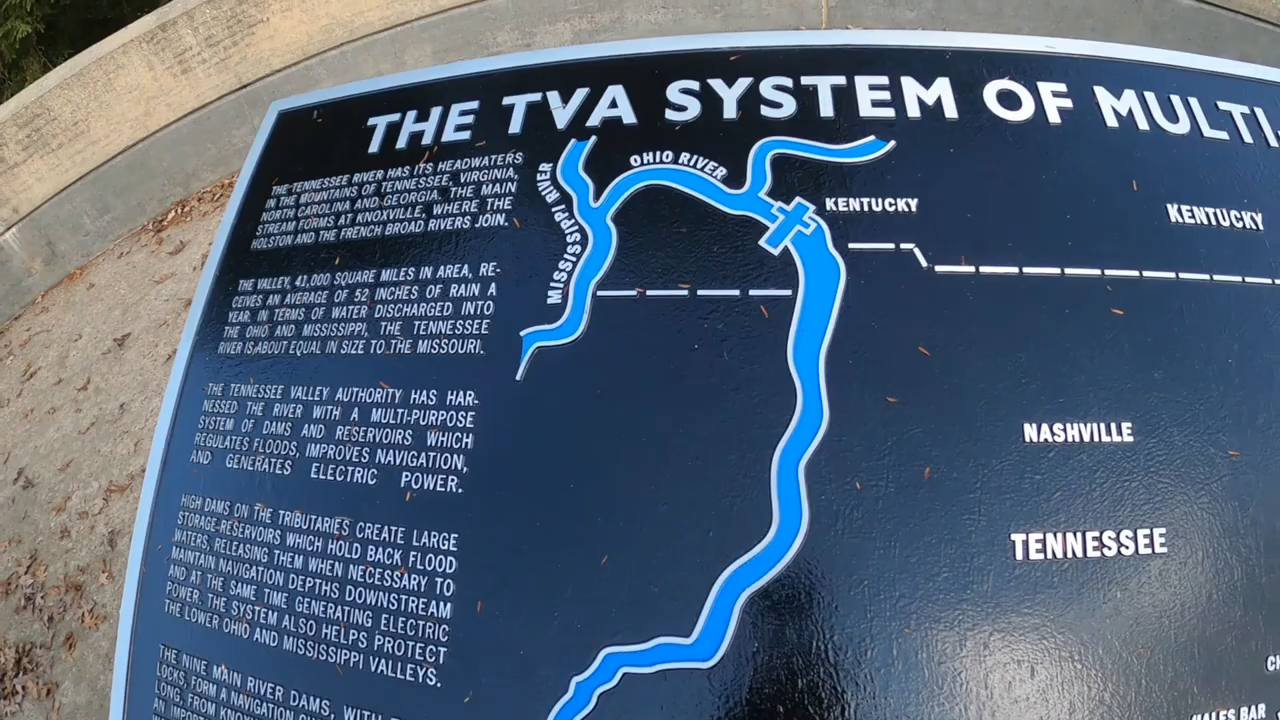 THE TVA SYSTEM OF MULTI-
THE TENNESSEE RIVER HAS ITS HEADWATERS
IN THE MOUNTAINS OF TENNESSEE, VIRGINIA,
NORTH CAROLINA AND GEORGIA. THE MAIN
STREAM FORMS AT KNOXVILLE, WHERE THE
HOLSTON AND THE FRENCH BROAD RIVERS JOIN.
THE VALLEY, 41,000 SQUARE MILES IN AREA, RE-
CEIVES AN AVERAGE OF 52 INCHES OF RAIN A
YEAR. IN TERMS OF WATER DISCHARGED INTO
THE OHIO AND MISSISSIPPI, THE TENNESSEE
RIVER IS ABOUT EQUAL IN SIZE TO THE MISSOURI.
THE TENNESSEE VALLEY AUTHORITY HAS HAR-
NESSED THE RIVER WITH A MULTI-PURPOSE
SYSTEM OF DAMS AND RESERVOIRS WHICH
REGULATES FLOODS, IMPROVES NAVIGATION,
AND GENERATES ELECTRIC POWER.
HIGH DAMS ON THE TRIBUTARIES CREATE LARGE
STORAGE RESERVOIRS WHICH HOLD BACK FLOOD
WATERS, RELEASING THEM WHEN NECESSARY TO
MAINTAIN NAVIGATION DEPTHS DOWNSTREAM
AND AT THE SAME TIME GENERATING ELECTRIC
POWER. THE SYSTEM ALSO HELPS PROTECT
THE LOWER OHIO AND MISSISSIPPI VALLEYS.
THE NINE MAIN RIVER DAMS, WITH
LOCKS, FORM A NAVIGATION
LONG, FROM
AN
MISSISSIPPI RIVER
OHIO RIVER
KENTUCKY
KENTUCKY
NASHVILLE
TENNESSEE
HALES BAR